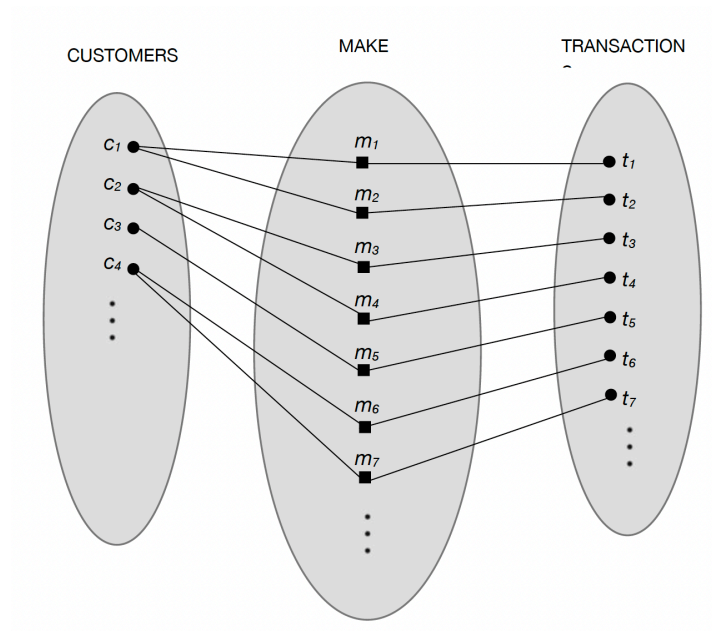 CUSTOMERS
MAKE
TRANSACTION
c1
c2
c3
c4
m1
m2
m3
m4
m5
m6
m7
t1
t2
t3
t4
t5
t6
t7